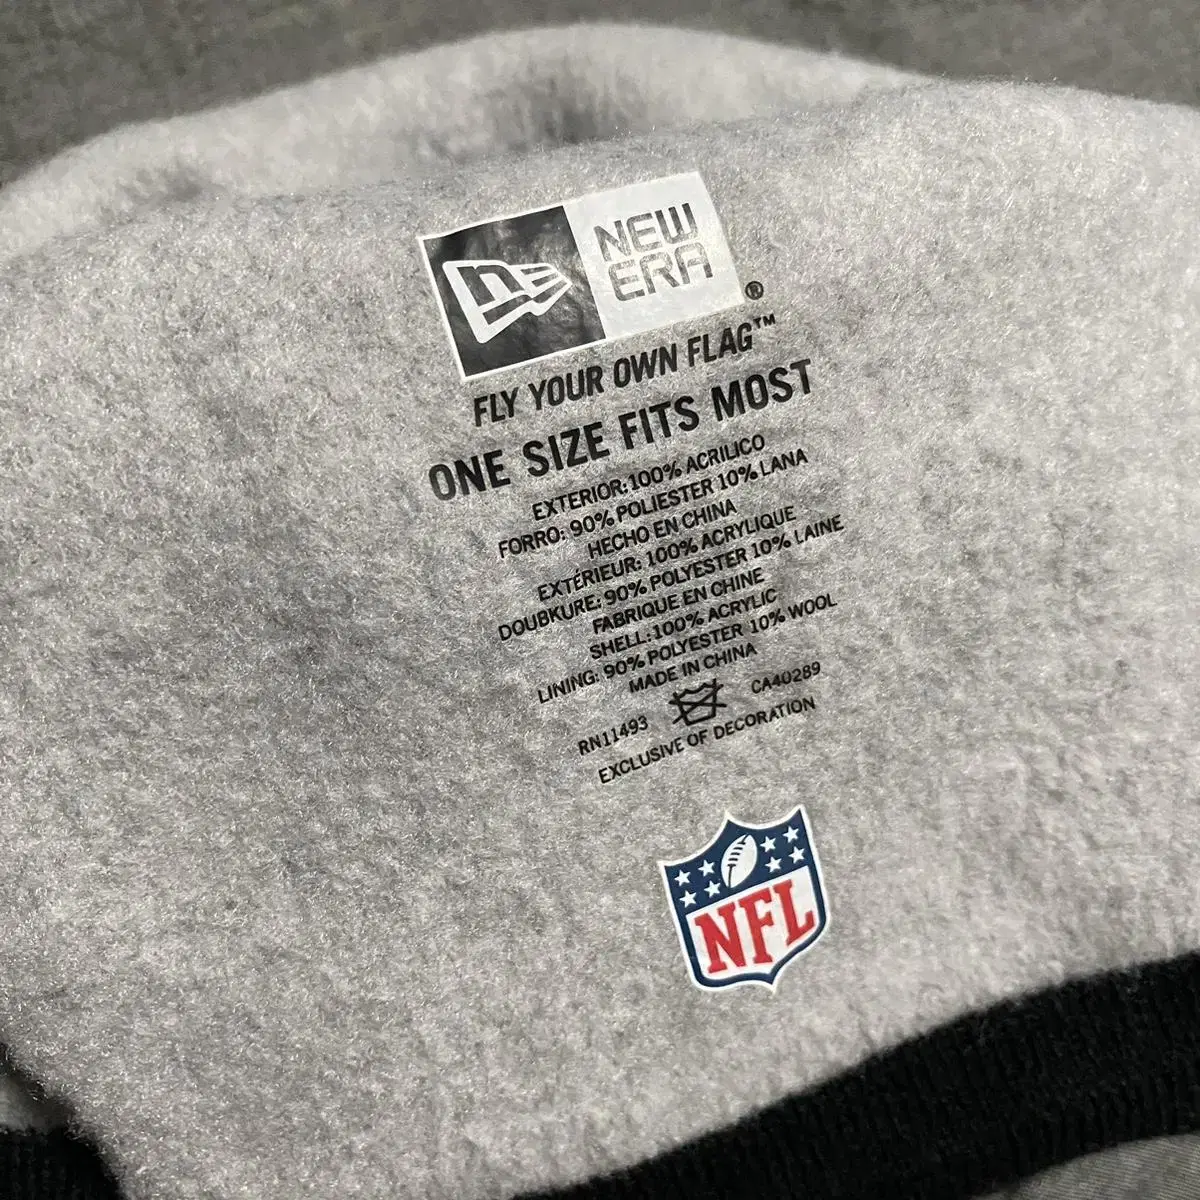 NEW
ERA
®
FLY YOUR OWN FLAG™
ONE SIZE FITS MOST
EXTERIOR:100% ACRILICO
FORRO: 90% POLIESTER 10% LANA
HECHO EN CHINA
EXTÉRIEUR: 100% ACRYLIQUE
DOUBKURE: 90% POLYESTER 10% LAINE
FABRIQUE EN CHINE
SHELL:100% ACRYLIC
LINING: 90% POLYESTER 10% WOOL
MADE IN CHINA
RN11493 CA40289
EXCLUSIVE OF DECORATION
NFL